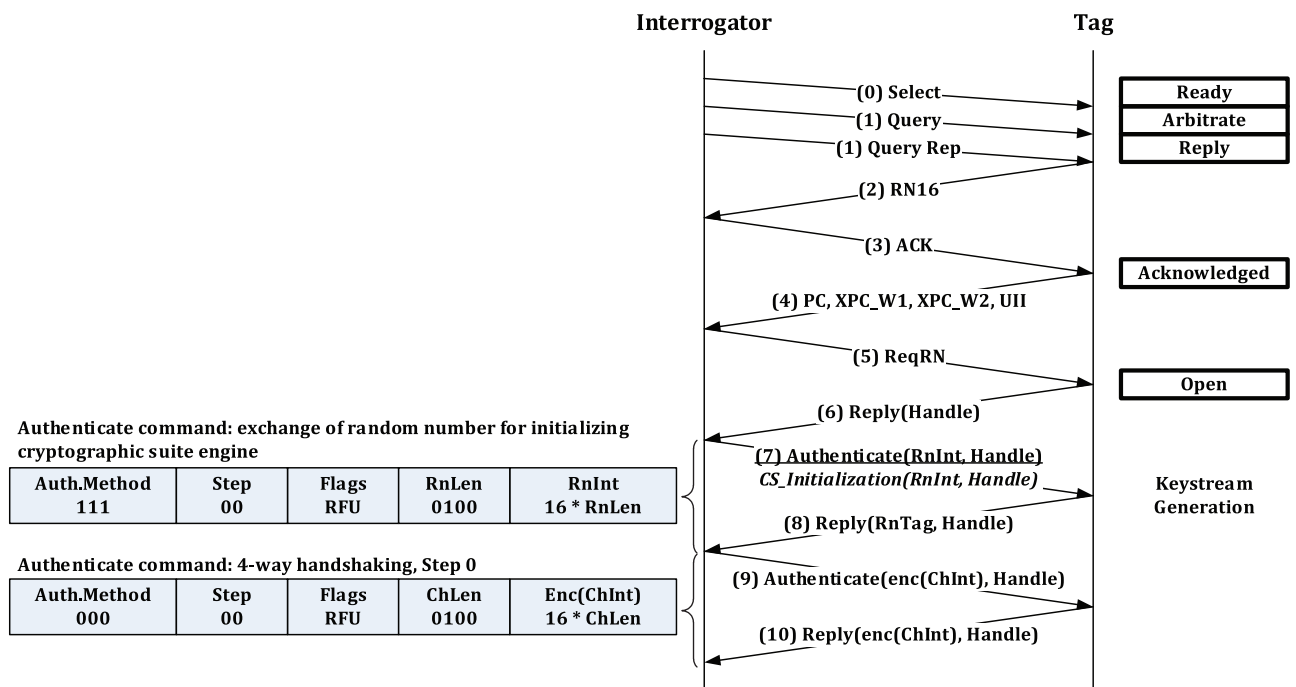 Interrogator
Tag
(0) Select
Ready
(1) Query
Arbitrate
(1) Query Rep
Reply
(2) RN16
(3) ACK
Acknowledged
(4) PC, XPC_W1, XPC_W2, UII
(5) ReqRN
Open
(6) Reply(Handle)
Authenticate command: exchange of random number for initializing
cryptographic suite engine
(7) Authenticate(RnInt, Handle)
CS_Initialization(RnInt, Handle)
Auth.Method Step Flags RnLen RnInt
111 00 RFU 0100 16 * RnLen
Keystream
Generation
(8) Reply(RnTag, Handle)
Authenticate command: 4-way handshaking, Step 0
(9) Authenticate(enc(ChInt), Handle)
Auth.Method Step Flags ChLen Enc(ChInt)
000 00 RFU 0100 16 * ChLen
(10) Reply(enc(ChInt), Handle)